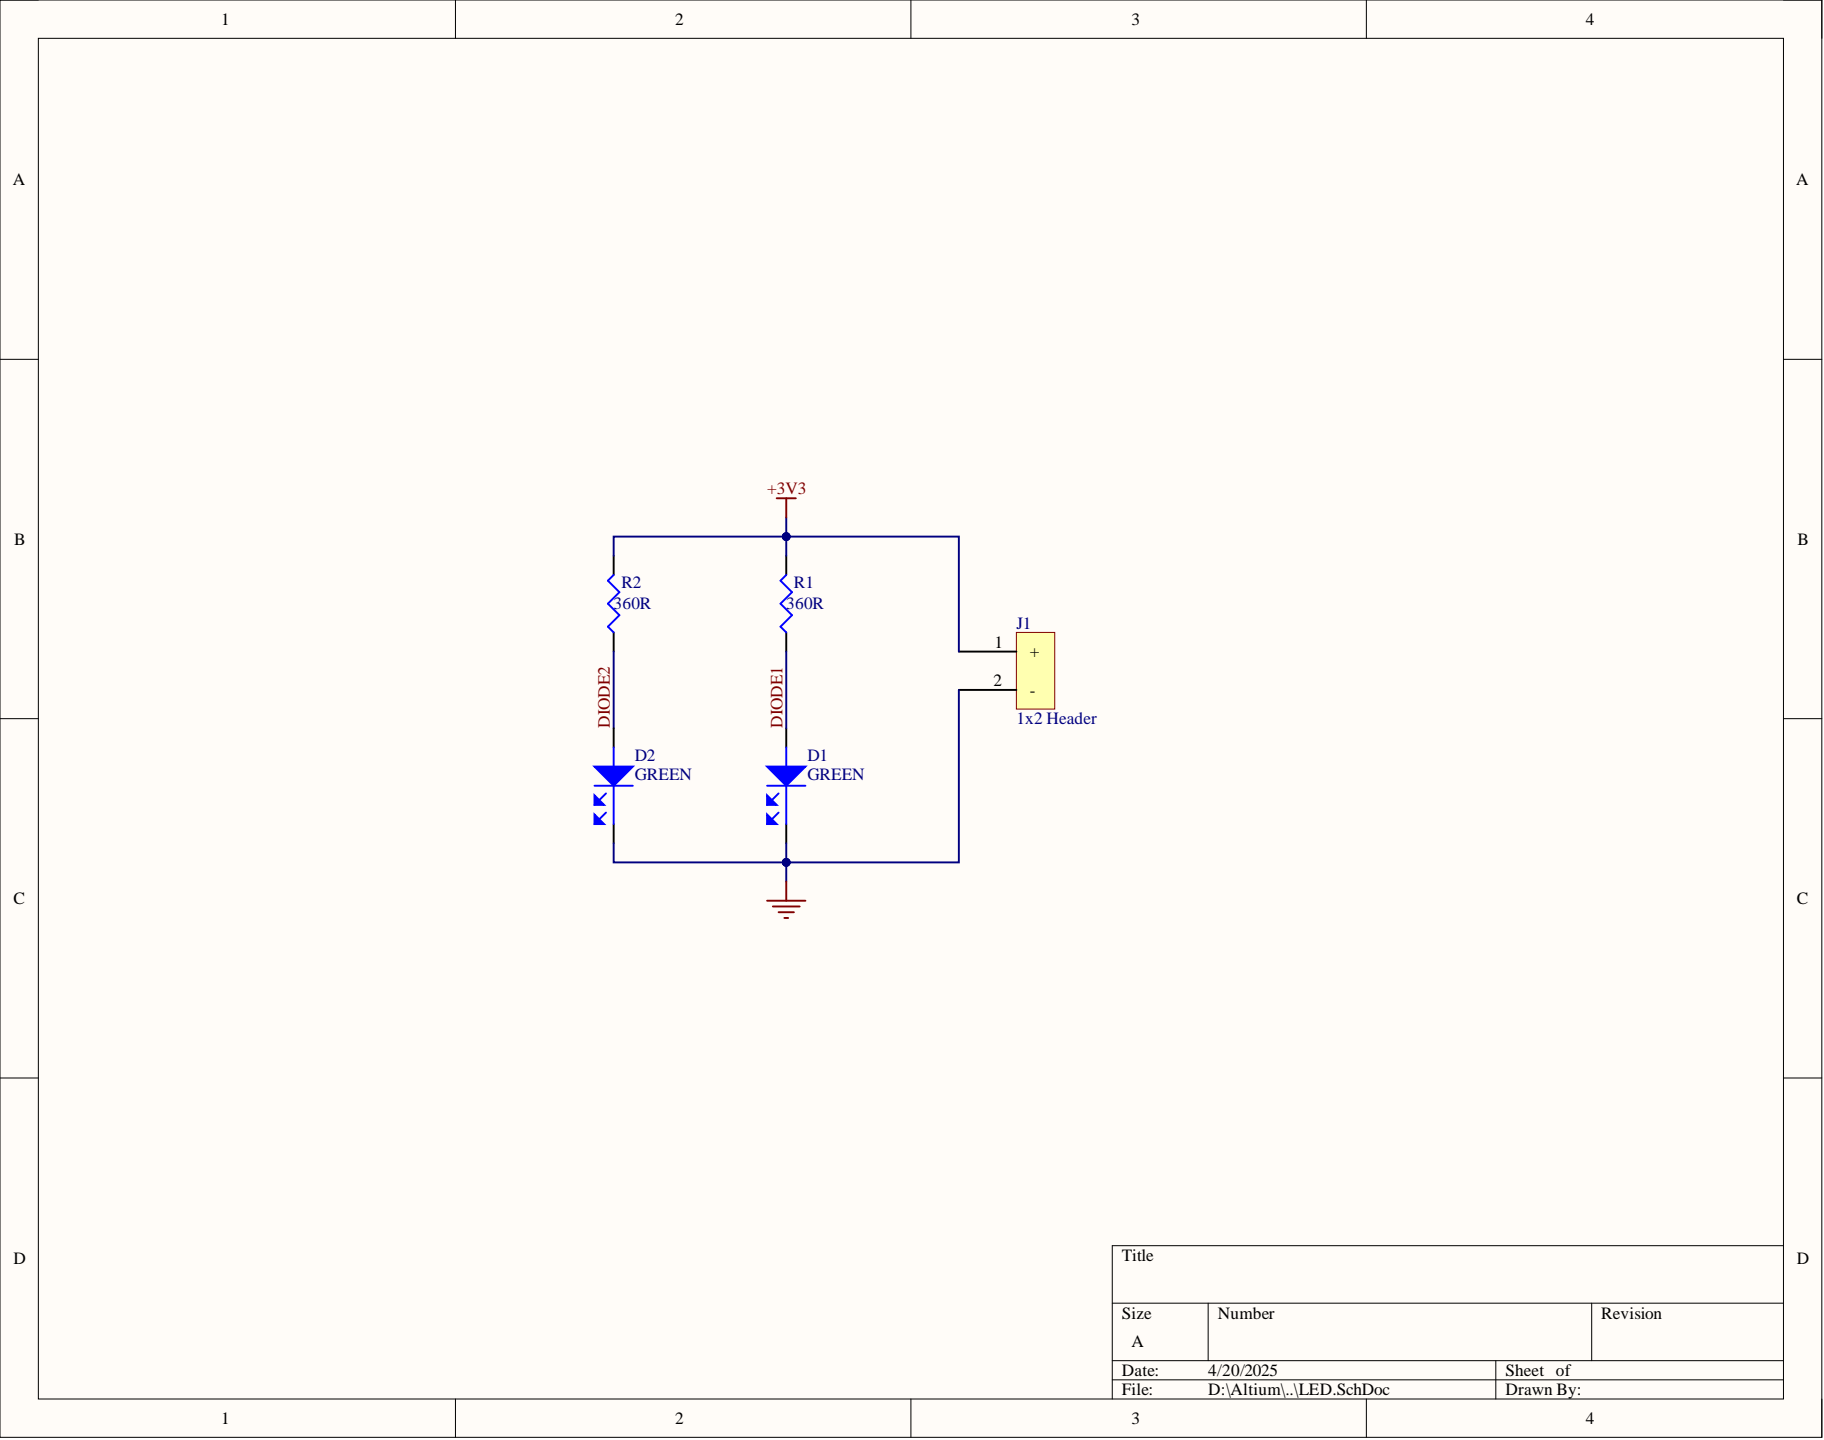 1 2 3 4
A A
+3V3
B B
R2 R1
360R 360R
J1
1 +
2 -
DIODE2 DIODE1
1x2 Header
D2 D1
GREEN GREEN
C C
Title
D D
Size Number Revision
A
Date: 4/20/2025 Sheet of
File: D:\Altium\..\LED.SchDoc Drawn By:
1 2 3 4